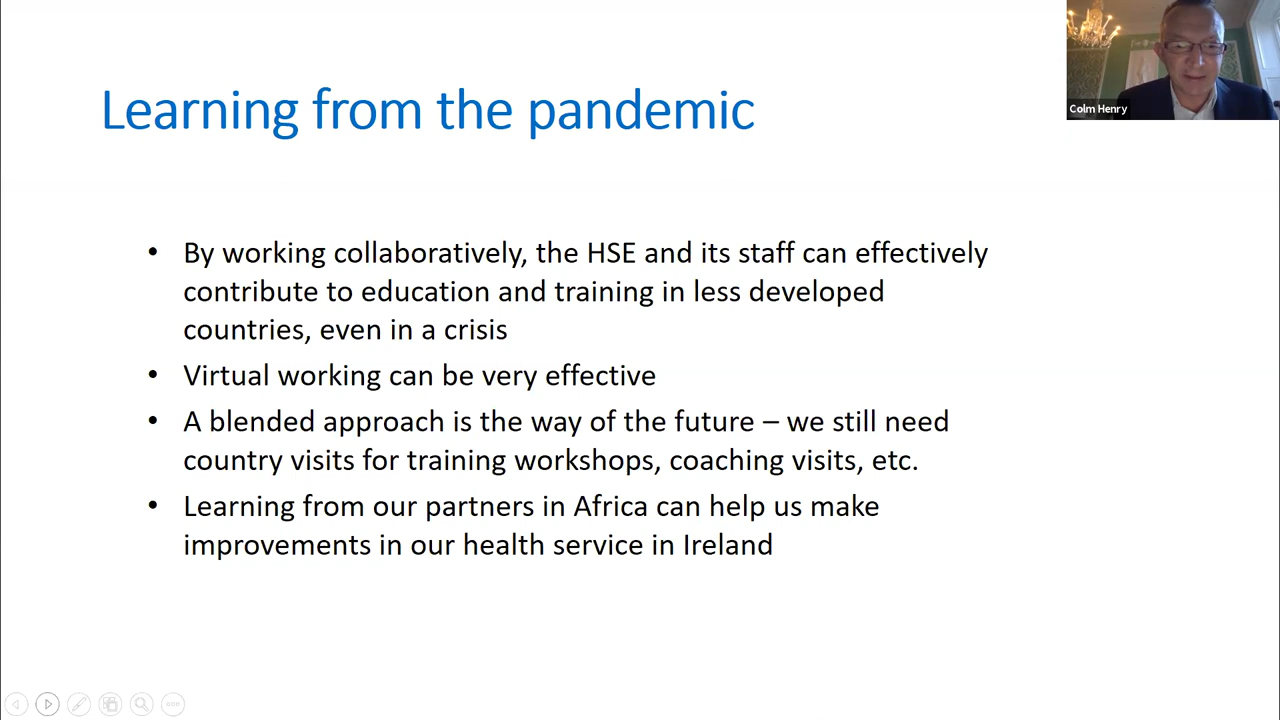 Learning from the pandemic
Colm Henry
• By working collaboratively, the HSE and its staff can effectively
contribute to education and training in less developed
countries, even in a crisis
• Virtual working can be very effective
• A blended approach is the way of the future – we still need
country visits for training workshops, coaching visits, etc.
• Learning from our partners in Africa can help us make
improvements in our health service in Ireland